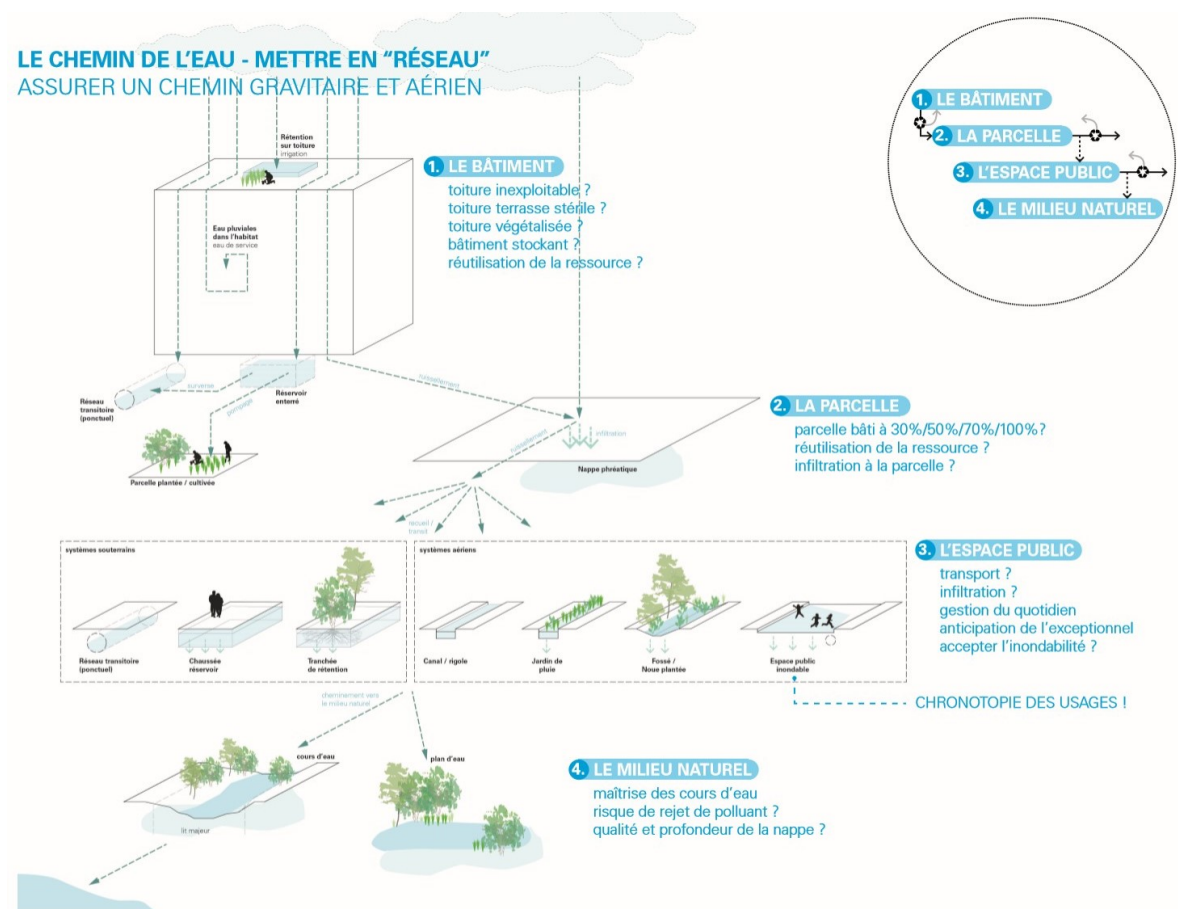 LE CHEMIN DE L'EAU - METTRE EN “RÉSEAU”
ASSURER UN CHEMIN GRAVITAIRE ET AÉRIEN
1. LE BÂTIMENT
2. LA PARCELLE
3. L'ESPACE PUBLIC
4. LE MILIEU NATUREL
Rétention
sur toiture
irrigation
Eau pluviales
dans l'habitat
eau de service
1. LE BÂTIMENT
toiture inexploitable ?
toiture terrasse stérile ?
toiture végétalisée ?
bâtiment stockant ?
réutilisation de la ressource ?
surverse
Réseau
transitoire
(ponctuel)
Réservoir
enterré
pompage
Parcelle plantée / cultivée
ruissellement
ruissellement
infiltration
Nappe phréatique
2. LA PARCELLE
parcelle bâti à 30%/50%/70%/100%?
réutilisation de la ressource ?
infiltration à la parcelle ?
recueil /
transit
systèmes souterrains
Réseau transitoire
(ponctuel)
Chaussée
réservoir
Tranchée
de rétention
systèmes aériens
Canal / rigole
Jardin de
pluie
Fossé /
Noue plantée
Espace public
inondable
3. L'ESPACE PUBLIC
transport ?
infiltration ?
gestion du quotidien
anticipation de l'exceptionnel
accepter l'inondabilité ?
CHRONOTOPIE DES USAGES !
cheminement vers
le milieu naturel
cours d'eau
lit majeur
plan d'eau
4. LE MILIEU NATUREL
maîtrise des cours d'eau
risque de rejet de polluant ?
qualité et profondeur de la nappe ?